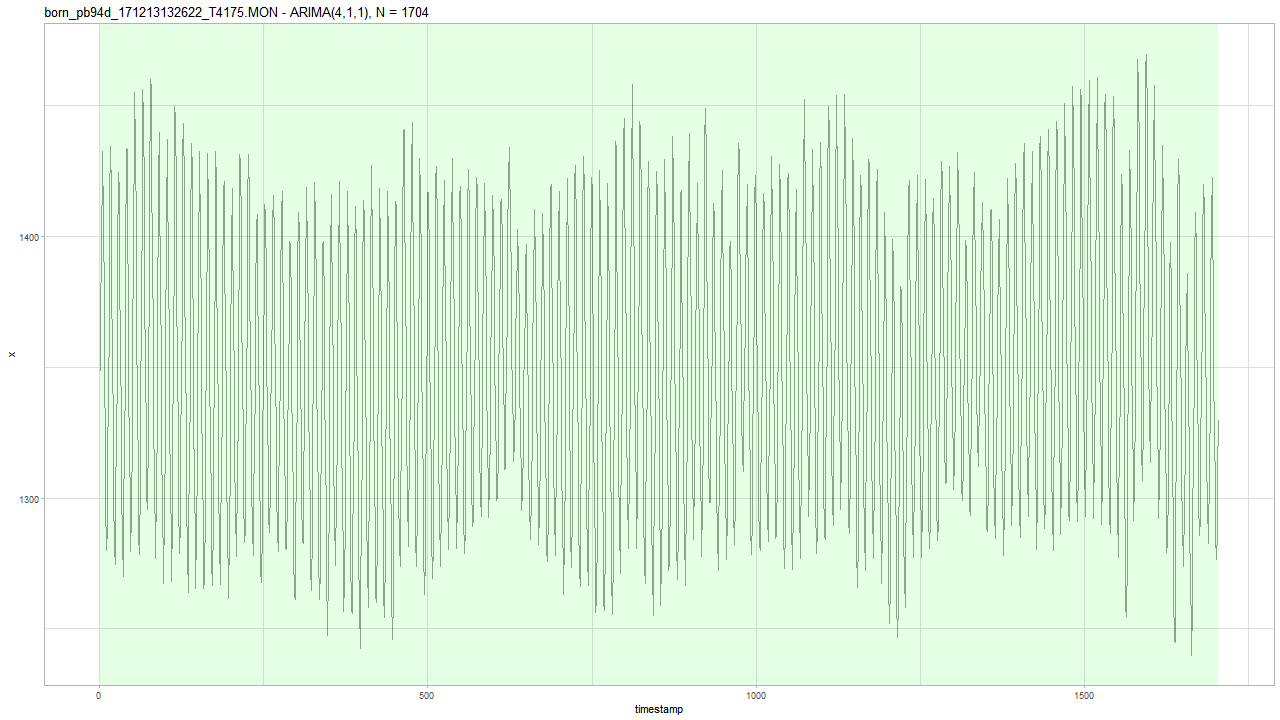 born_pb94d_171213132622_T4175.MON - ARIMA(4,1,1), N = 1704
1400
x
1300
0 500 1000 1500
timestamp